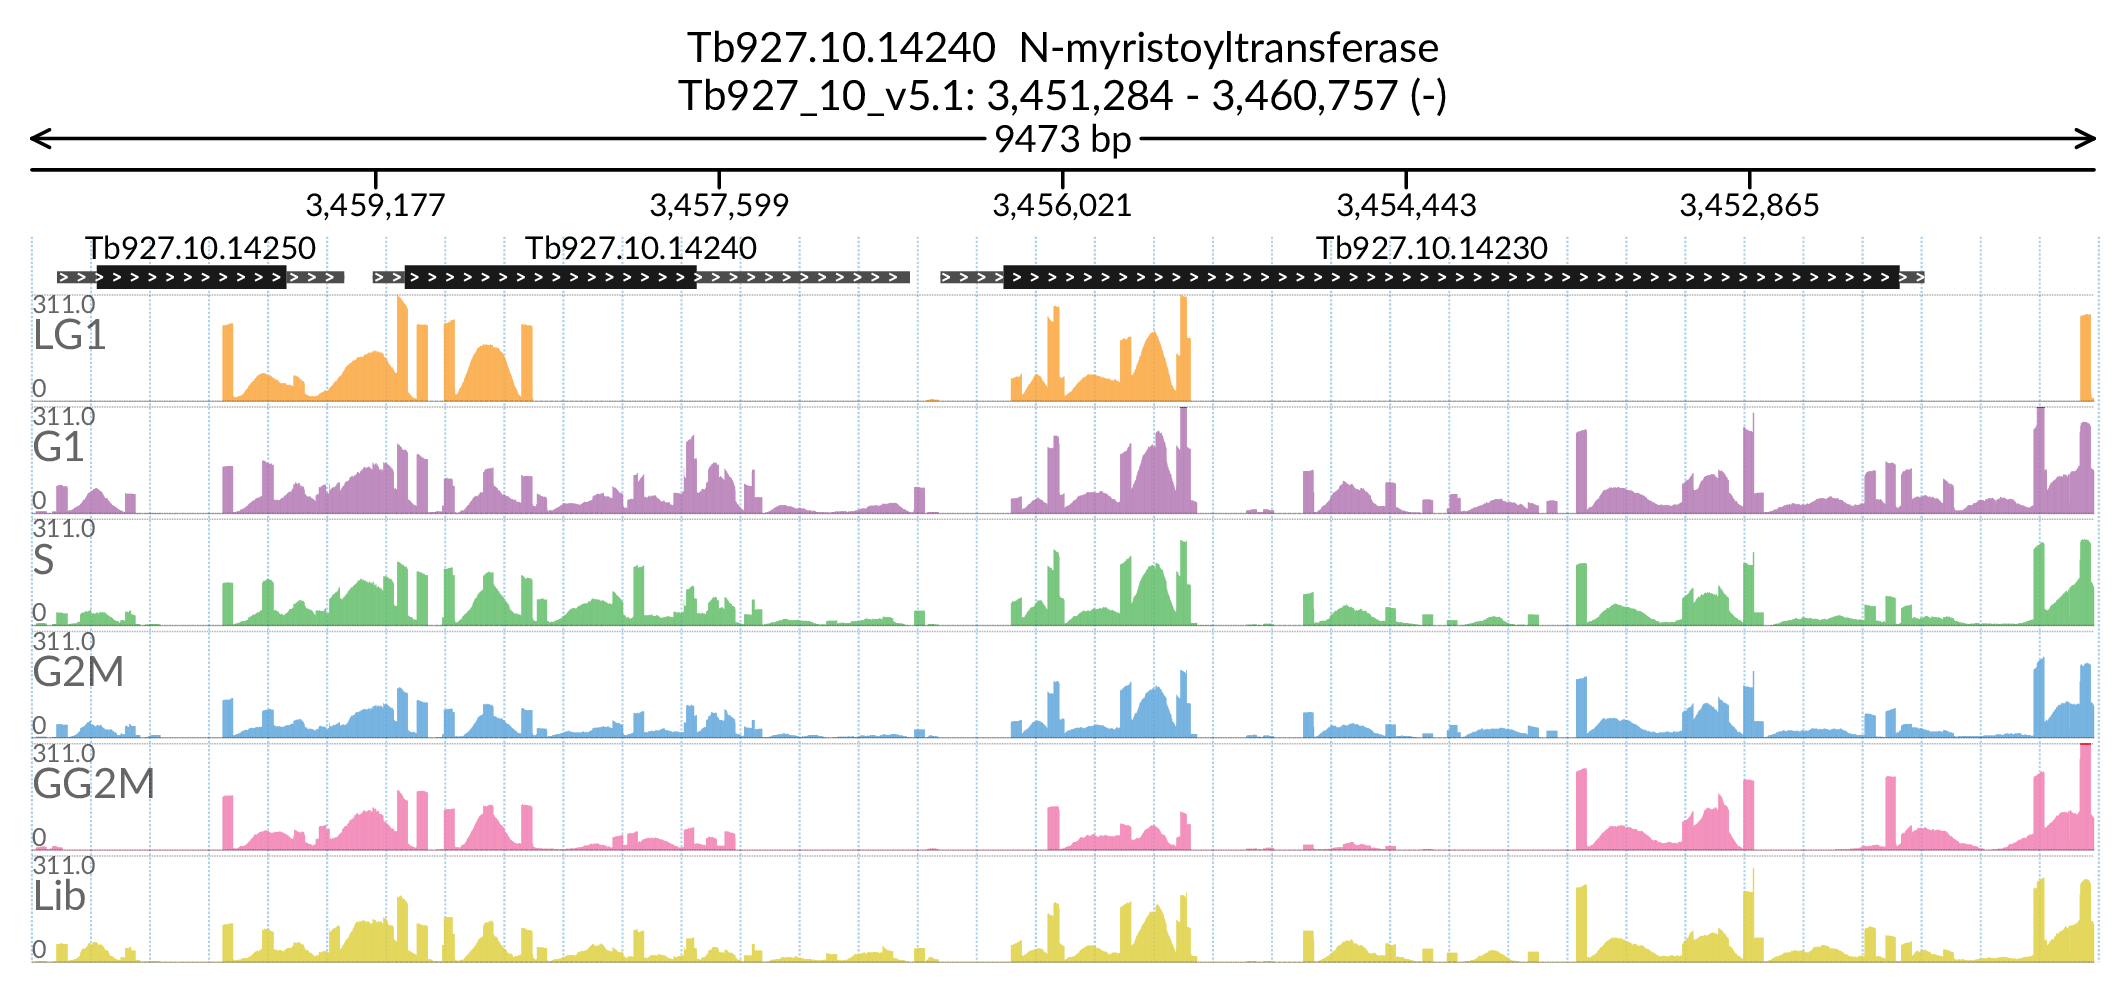 Tb927.10.14240 N-myristoyltransferase
Tb927_10_v5.1: 3,451,284 - 3,460,757 (-)
9473 bp
3,459,177 3,457,599 3,456,021 3,454,443 3,452,865
Tb927.10.14250 Tb927.10.14240 Tb927.10.14230
311.0
LG1
0
311.0
G1
0
311.0
S
0
311.0
G2M
0
311.0
GG2M
0
311.0
Lib
0